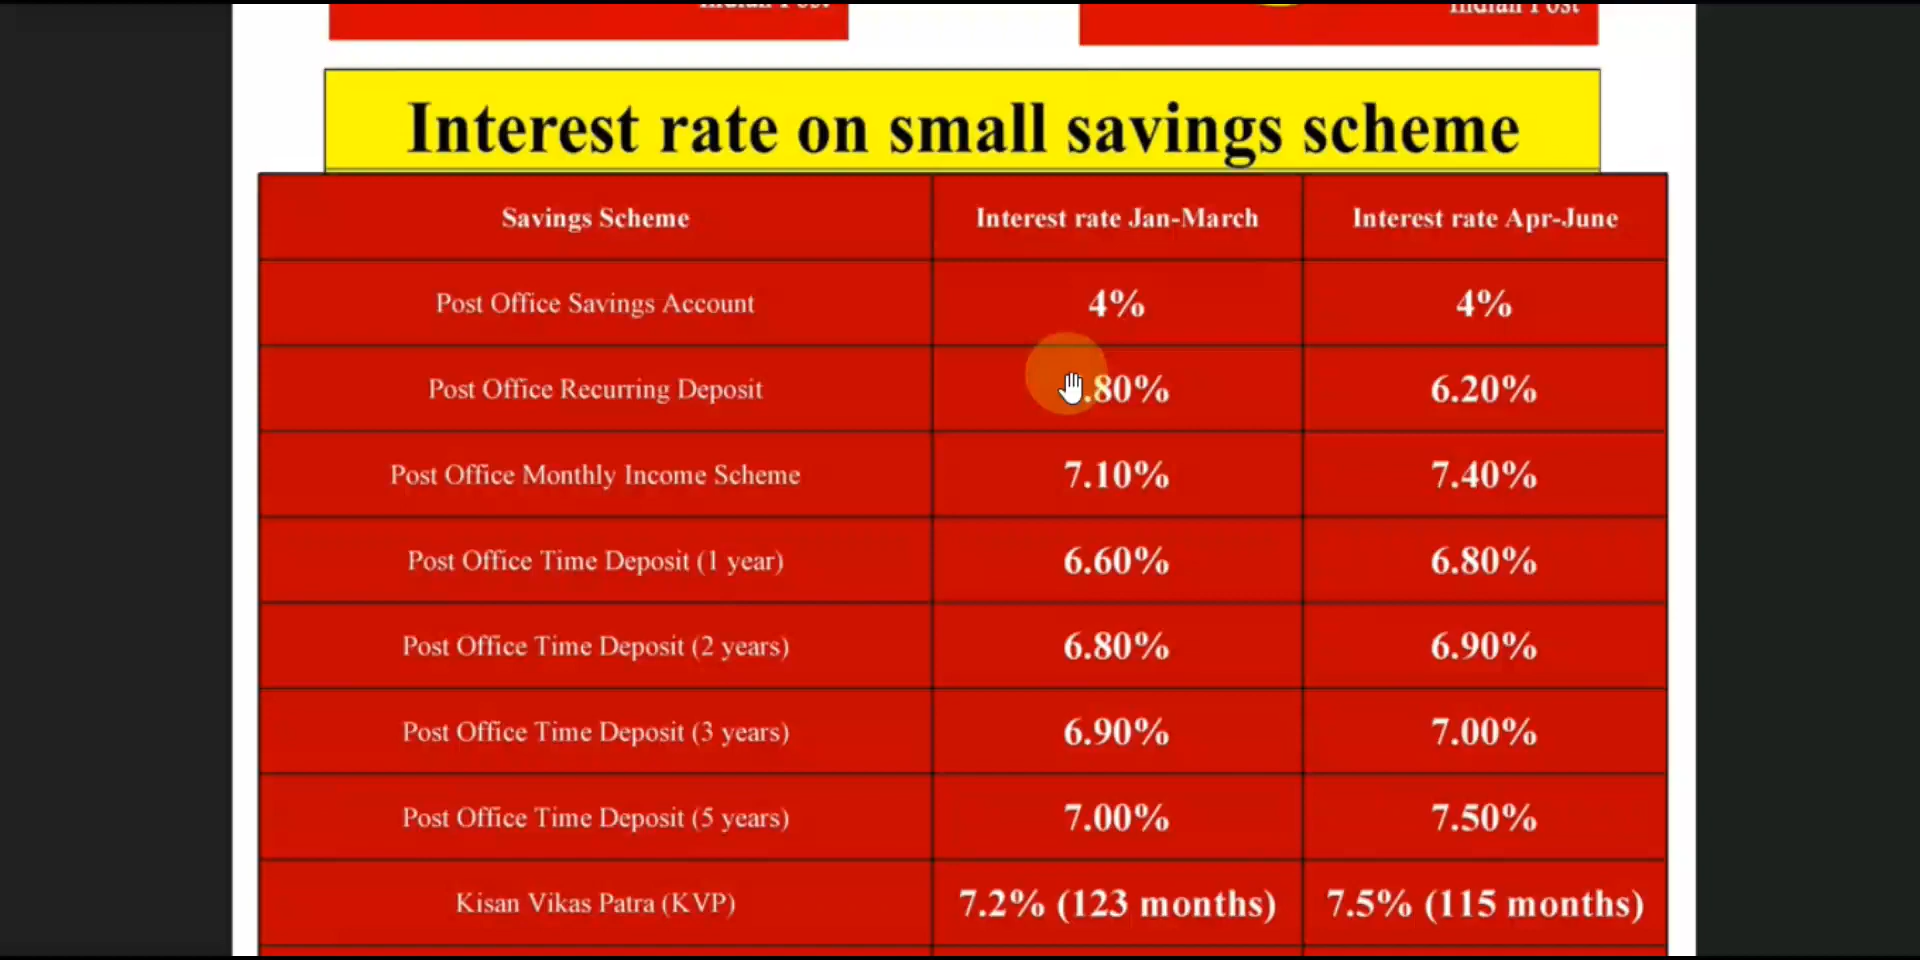 Indian Post
Indian Post
Interest rate on small savings scheme
Savings Scheme Interest rate Jan-March Interest rate Apr-June
Post Office Savings Account 4% 4%
Post Office Recurring Deposit .80% 6.20%
Post Office Monthly Income Scheme 7.10% 7.40%
Post Office Time Deposit (1 year) 6.60% 6.80%
Post Office Time Deposit (2 years) 6.80% 6.90%
Post Office Time Deposit (3 years) 6.90% 7.00%
Post Office Time Deposit (5 years) 7.00% 7.50%
Kisan Vikas Patra (KVP) 7.2% (123 months) 7.5% (115 months)